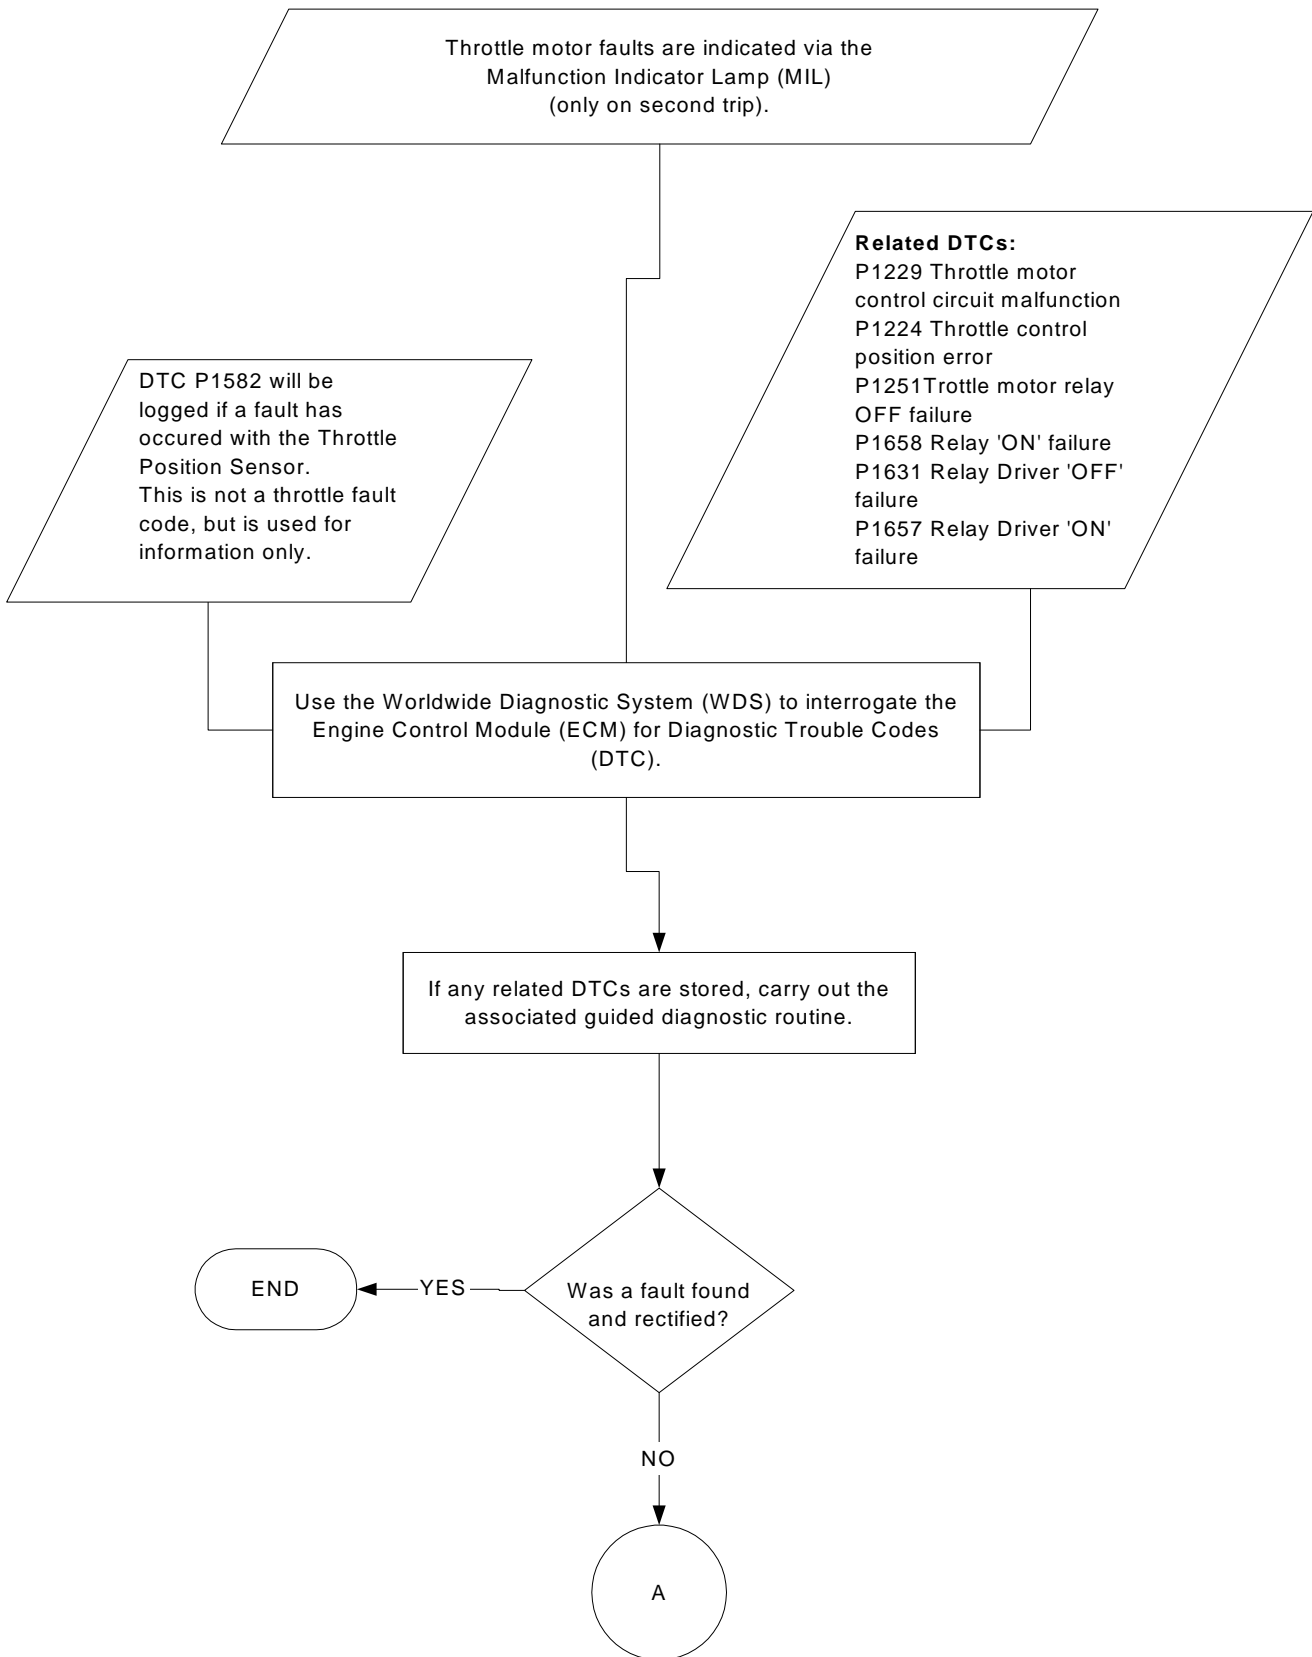 Throttle motor faults are indicated via the
Malfunction Indicator Lamp (MIL)
(only on second trip).
Related DTCs:
P1229 Throttle motor
control circuit malfunction
P1224 Throttle control
position error
P1251Trottle motor relay
OFF failure
P1658 Relay 'ON' failure
P1631 Relay Driver 'OFF'
failure
P1657 Relay Driver 'ON'
failure
DTC P1582 will be
logged if a fault has
occured with the Throttle
Position Sensor.
This is not a throttle fault
code, but is used for
information only.
Use the Worldwide Diagnostic System (WDS) to interrogate the
Engine Control Module (ECM) for Diagnostic Trouble Codes
(DTC).
If any related DTCs are stored, carry out the
associated guided diagnostic routine.
Was a fault found
and rectified?
YES
END
NO
A